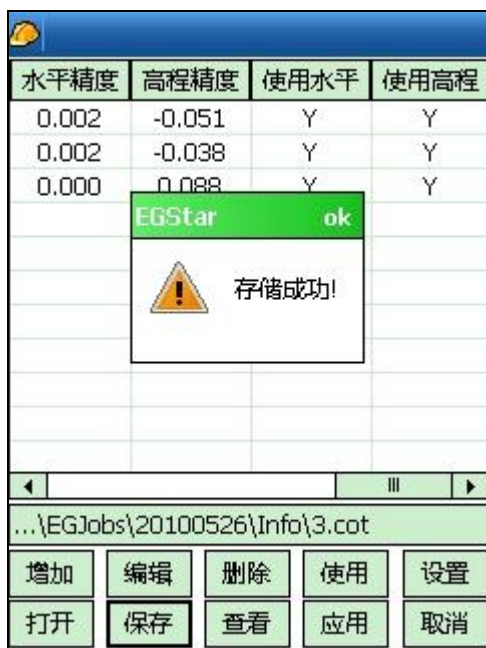 水平精度 高程精度 使用水平 使用高程
0.002 -0.051 Y Y
0.002 -0.038 Y Y
0.000 0.088 Y Y
EGStar ok
存储成功!
...\EGJobs\20100526\Info\3.cot
增加 编辑 删除 使用 设置
打开 保存 查看 应用 取消